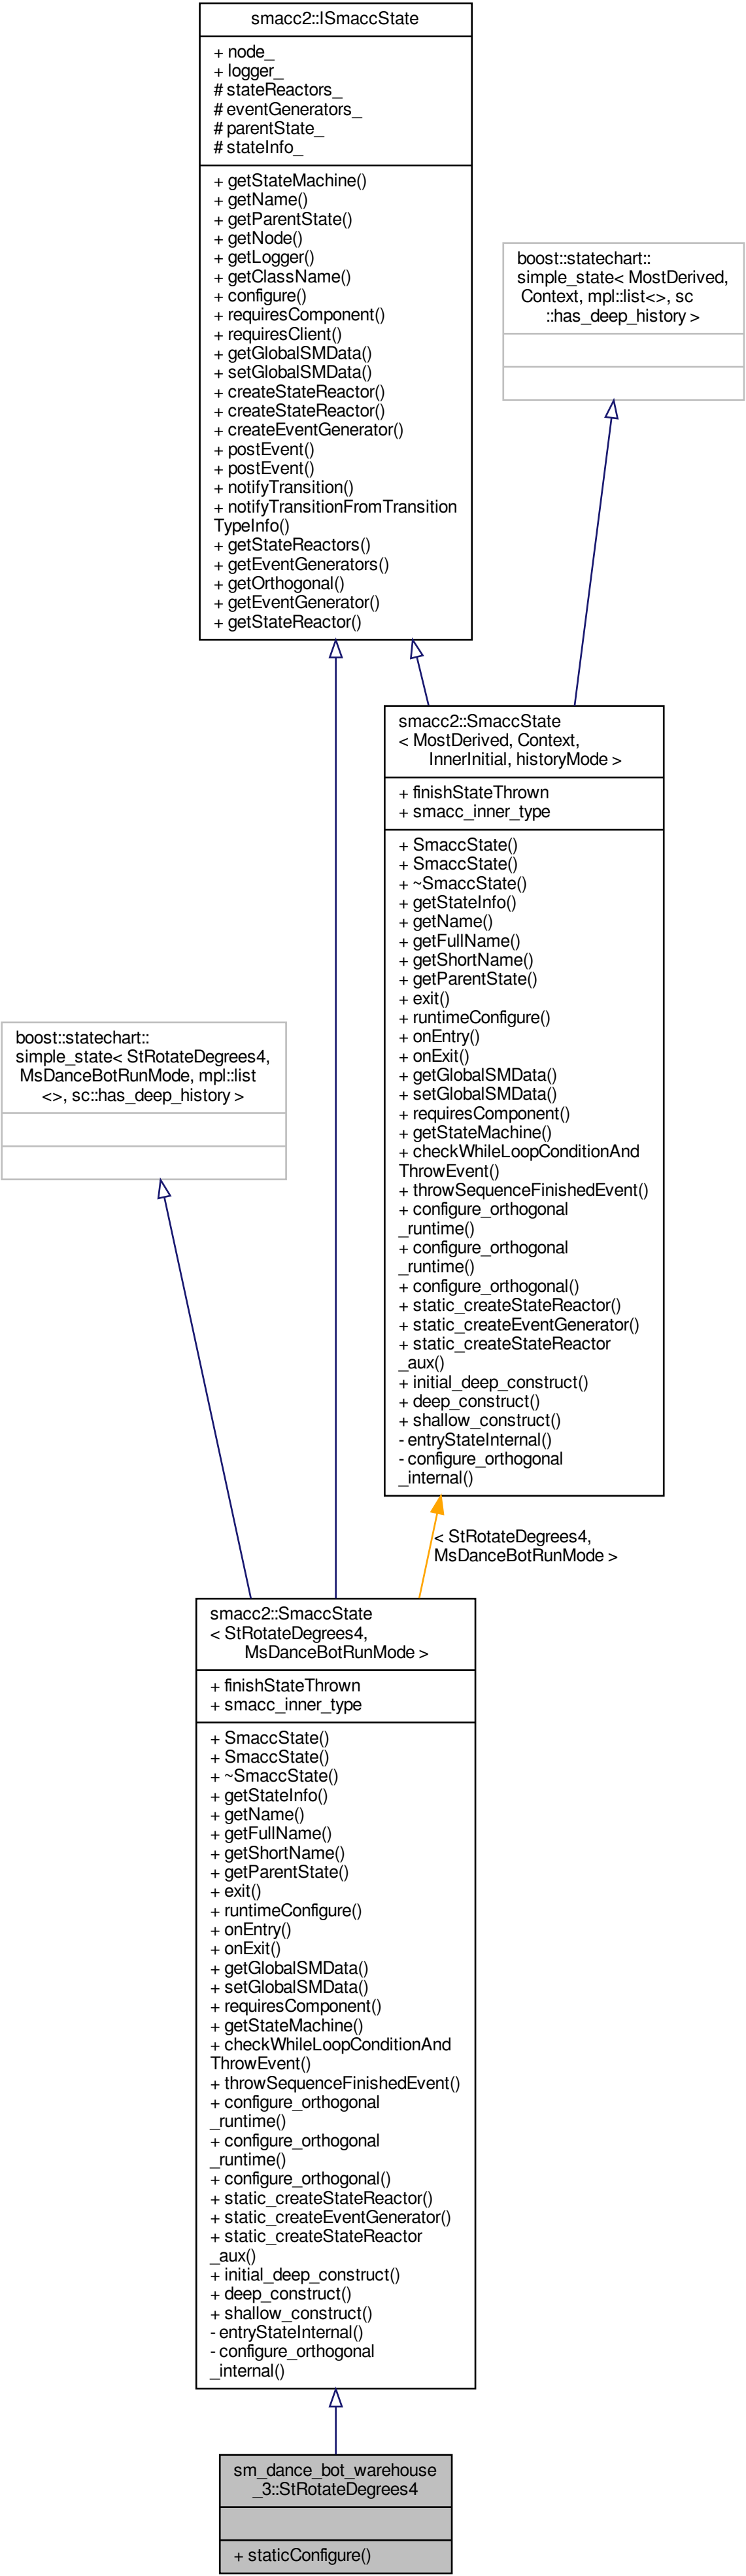 smacc2::ISmaccState
+ node_
+ logger_
# stateReactors_
# eventGenerators_
# parentState_
# stateInfo_
+ getStateMachine()
+ getName()
+ getParentState()
+ getNode()
+ getLogger()
+ getClassName()
+ configure()
+ requiresComponent()
+ requiresClient()
+ getGlobalSMData()
+ setGlobalSMData()
+ createStateReactor()
+ createStateReactor()
+ createEventGenerator()
+ postEvent()
+ postEvent()
+ notifyTransition()
+ notifyTransitionFromTransition
TypeInfo()
+ getStateReactors()
+ getEventGenerators()
+ getOrthogonal()
+ getEventGenerator()
+ getStateReactor()
boost::statechart::
simple_state< MostDerived,
Context, mpl::list<>, sc
::has_deep_history >
smacc2::SmaccState
< MostDerived, Context,
InnerInitial, historyMode >
+ finishStateThrown
+ smacc_inner_type
+ SmaccState()
+ SmaccState()
+ ~SmaccState()
+ getStateInfo()
+ getName()
+ getFullName()
+ getShortName()
+ getParentState()
+ exit()
+ runtimeConfigure()
+ onEntry()
+ onExit()
+ getGlobalSMData()
+ setGlobalSMData()
+ requiresComponent()
+ getStateMachine()
+ checkWhileLoopConditionAnd
ThrowEvent()
+ throwSequenceFinishedEvent()
+ configure_orthogonal
_runtime()
+ configure_orthogonal
_runtime()
+ configure_orthogonal()
+ static_createStateReactor()
+ static_createEventGenerator()
+ static_createStateReactor
_aux()
+ initial_deep_construct()
+ deep_construct()
+ shallow_construct()
- entryStateInternal()
- configure_orthogonal
_internal()
boost::statechart::
simple_state< StRotateDegrees4,
MsDanceBotRunMode, mpl::list
<>, sc::has_deep_history >
< StRotateDegrees4,
MsDanceBotRunMode >
smacc2::SmaccState
< StRotateDegrees4,
MsDanceBotRunMode >
+ finishStateThrown
+ smacc_inner_type
+ SmaccState()
+ SmaccState()
+ ~SmaccState()
+ getStateInfo()
+ getName()
+ getFullName()
+ getShortName()
+ getParentState()
+ exit()
+ runtimeConfigure()
+ onEntry()
+ onExit()
+ getGlobalSMData()
+ setGlobalSMData()
+ requiresComponent()
+ getStateMachine()
+ checkWhileLoopConditionAnd
ThrowEvent()
+ throwSequenceFinishedEvent()
+ configure_orthogonal
_runtime()
+ configure_orthogonal
_runtime()
+ configure_orthogonal()
+ static_createStateReactor()
+ static_createEventGenerator()
+ static_createStateReactor
_aux()
+ initial_deep_construct()
+ deep_construct()
+ shallow_construct()
- entryStateInternal()
- configure_orthogonal
_internal()
sm_dance_bot_warehouse
_3::StRotateDegrees4
+ staticConfigure()